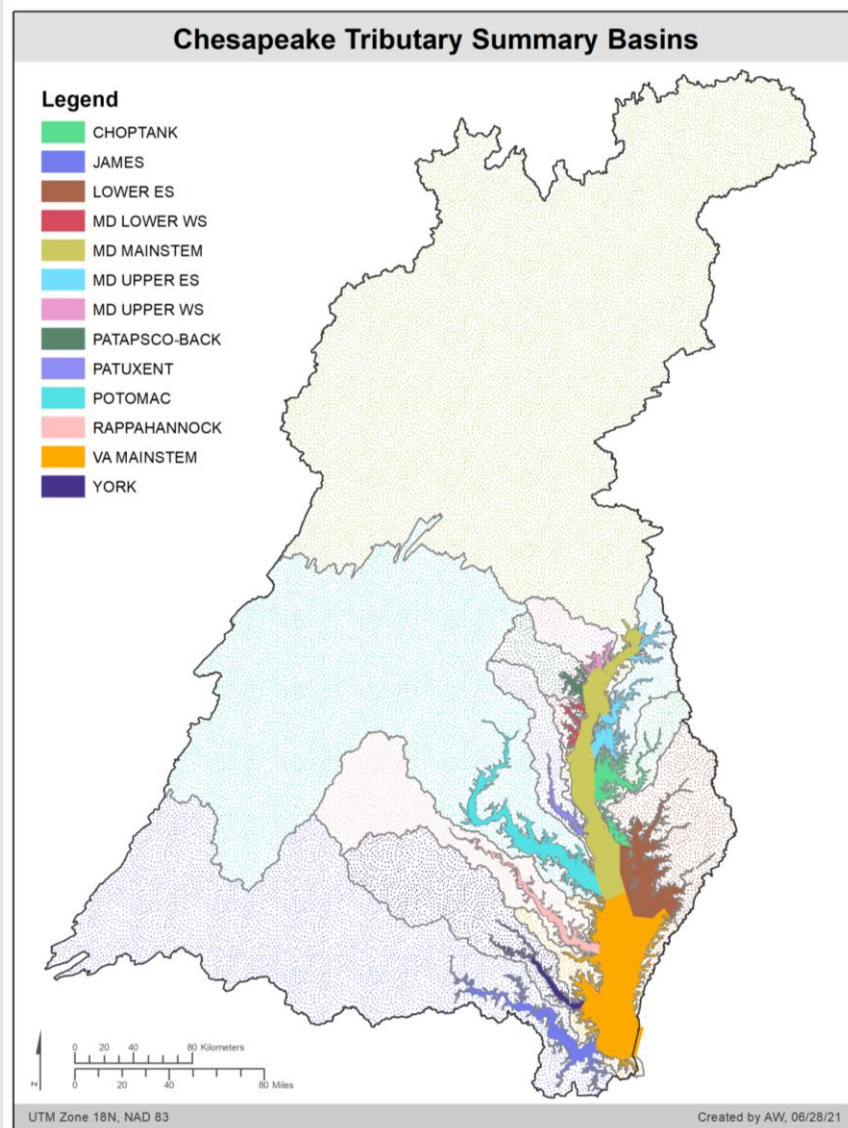 Chesapeake Tributary Summary Basins
Legend
CHOPTANK
JAMES
LOWER ES
MD LOWER WS
MD MAINSTEM
MD UPPER ES
MD UPPER WS
PATAPSCO-BACK
PATUXENT
POTOMAC
RAPPAHANNOCK
VA MAINSTEM
YORK
N
0 20 40 60 Kilometers
0 20 40 80 Miles
UTM Zone 18N, NAD 83
Created by AW, 06/28/21